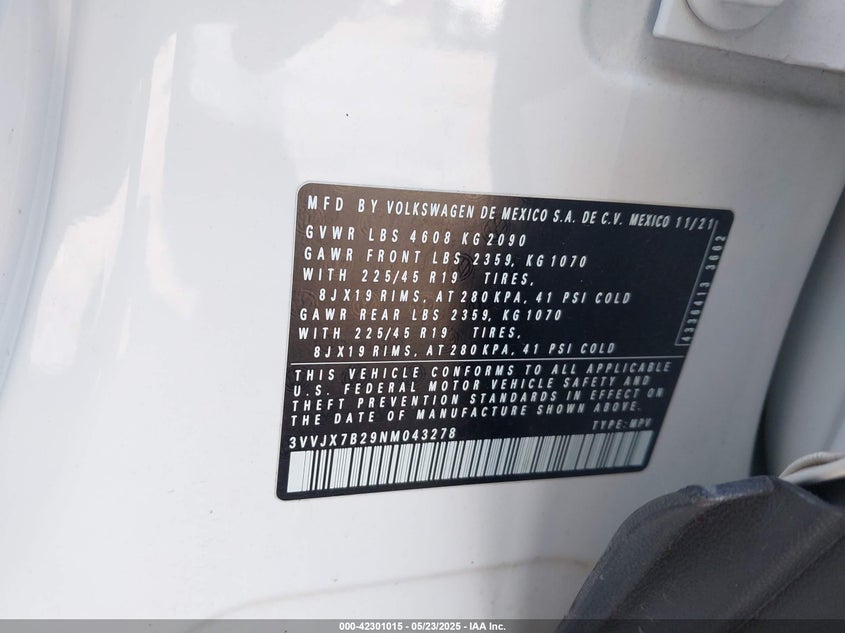 MFD BY VOLKSWAGEN DE MEXICO S.A. DE C.V. MEXICO 11/21
GVWR LBS 4608 KG 2090
GAWR FRONT LBS 2359, KG 1070
WITH 225/45 R19 TIRES,
8JX19 RIMS, AT 280 KPA, 41 PSI COLD
GAWR REAR LBS 2359, KG 1070
WITH 225/45 R19 TIRES,
8JX19 RIMS, AT 280 KPA, 41 PSI COLD
4336413 3662
THIS VEHICLE CONFORMS TO ALL APPLICABLE
U.S. FEDERAL MOTOR VEHICLE SAFETY AND
THEFT PREVENTION STANDARDS IN EFFECT ON
THE DATE OF MANUFACTURE SHOWN ABOVE.
3VVJX7B29NM043278 TYPE: MPV
000-42301015 - 05/23/2025 - IAA Inc.